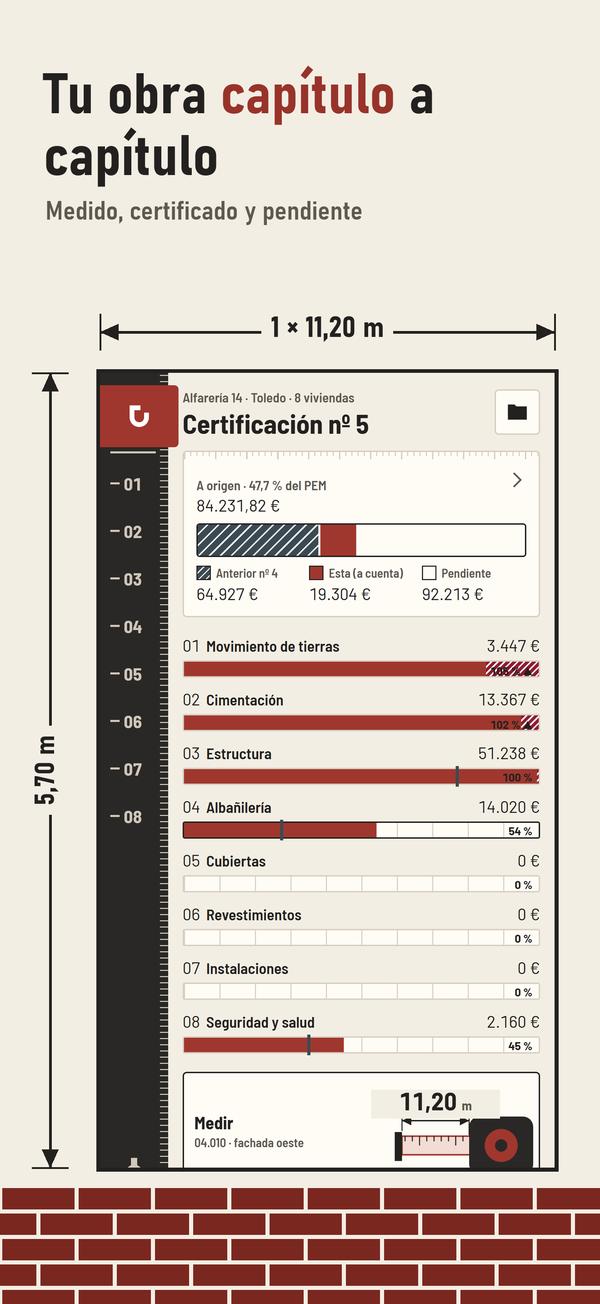 Tu obra capítulo a
capítulo
Medido, certificado y pendiente
1 × 11,20 m
5,70 m
Alfarería 14 · Toledo · 8 viviendas
Certificación nº 5
01
02
03
04
05
06
07
08
A origen · 47,7 % del PEM
84.231,82 €
Anterior nº 4
Esta (a cuenta)
Pendiente
64.927 €
19.304 €
92.213 €
01 Movimiento de tierras 3.447 €
02 Cimentación 13.367 €
102 % ▲
03 Estructura 51.238 €
100 %
04 Albañilería 14.020 €
54 %
05 Cubiertas 0 €
0 %
06 Revestimientos 0 €
0 %
07 Instalaciones 0 €
0 %
08 Seguridad y salud 2.160 €
45 %
11,20 m
Medir
04.010 · fachada oeste